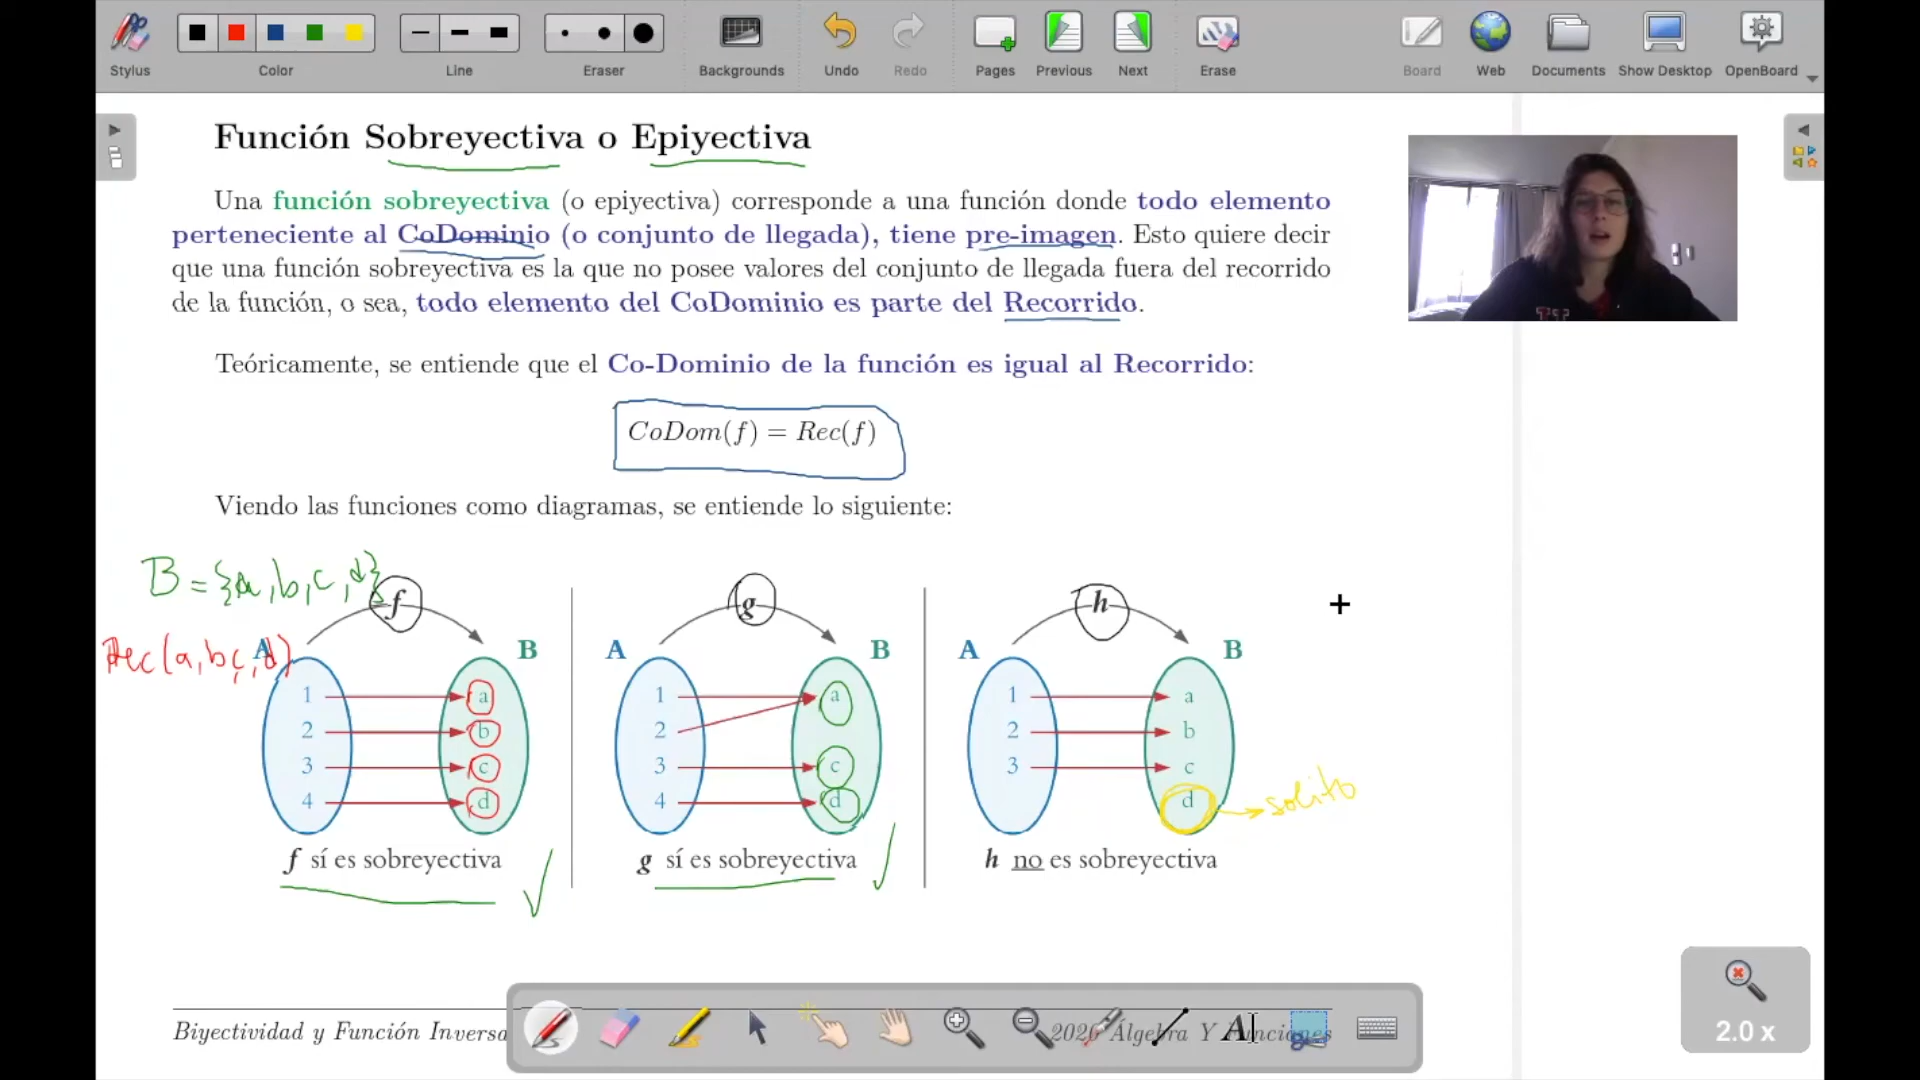 Stylus Color Line Eraser Backgrounds Undo Redo Pages Previous Next Erase Board Web Documents Show Desktop OpenBoard
Función Sobreyectiva o Epiyectiva
Una función sobreyectiva (o epiyectiva) corresponde a una función donde todo elemento
perteneciente al CoDominio (o conjunto de llegada), tiene pre-imagen. Esto quiere decir
que una función sobreyectiva es la que no posee valores del conjunto de llegada fuera del recorrido
de la función, o sea, todo elemento del CoDominio es parte del Recorrido.
Teóricamente, se entiende que el Co-Dominio de la función es igual al Recorrido:
CoDom(f) = Rec(f)
Viendo las funciones como diagramas, se entiende lo siguiente:
B = {a, b, c, d}
f g h
Rec(a, b, c, d)
A B A B A B
1 a 1 a 1 a
2 b 2 2 b
3 c 3 c 3 c
4 d 4 d d → solito
f sí es sobreyectiva g sí es sobreyectiva h no es sobreyectiva
Biyectividad y Función Inversa 2020 Álgebra Y Funciones
2.0 x